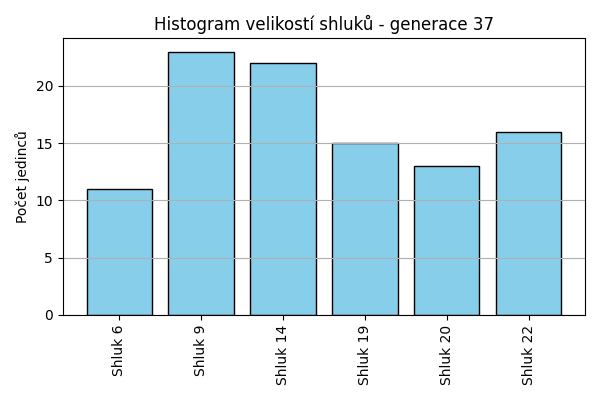 Histogram velikostí shluků - generace 37
Počet jedinců
20
15
10
5
0
Shluk 6
Shluk 9
Shluk 14
Shluk 19
Shluk 20
Shluk 22